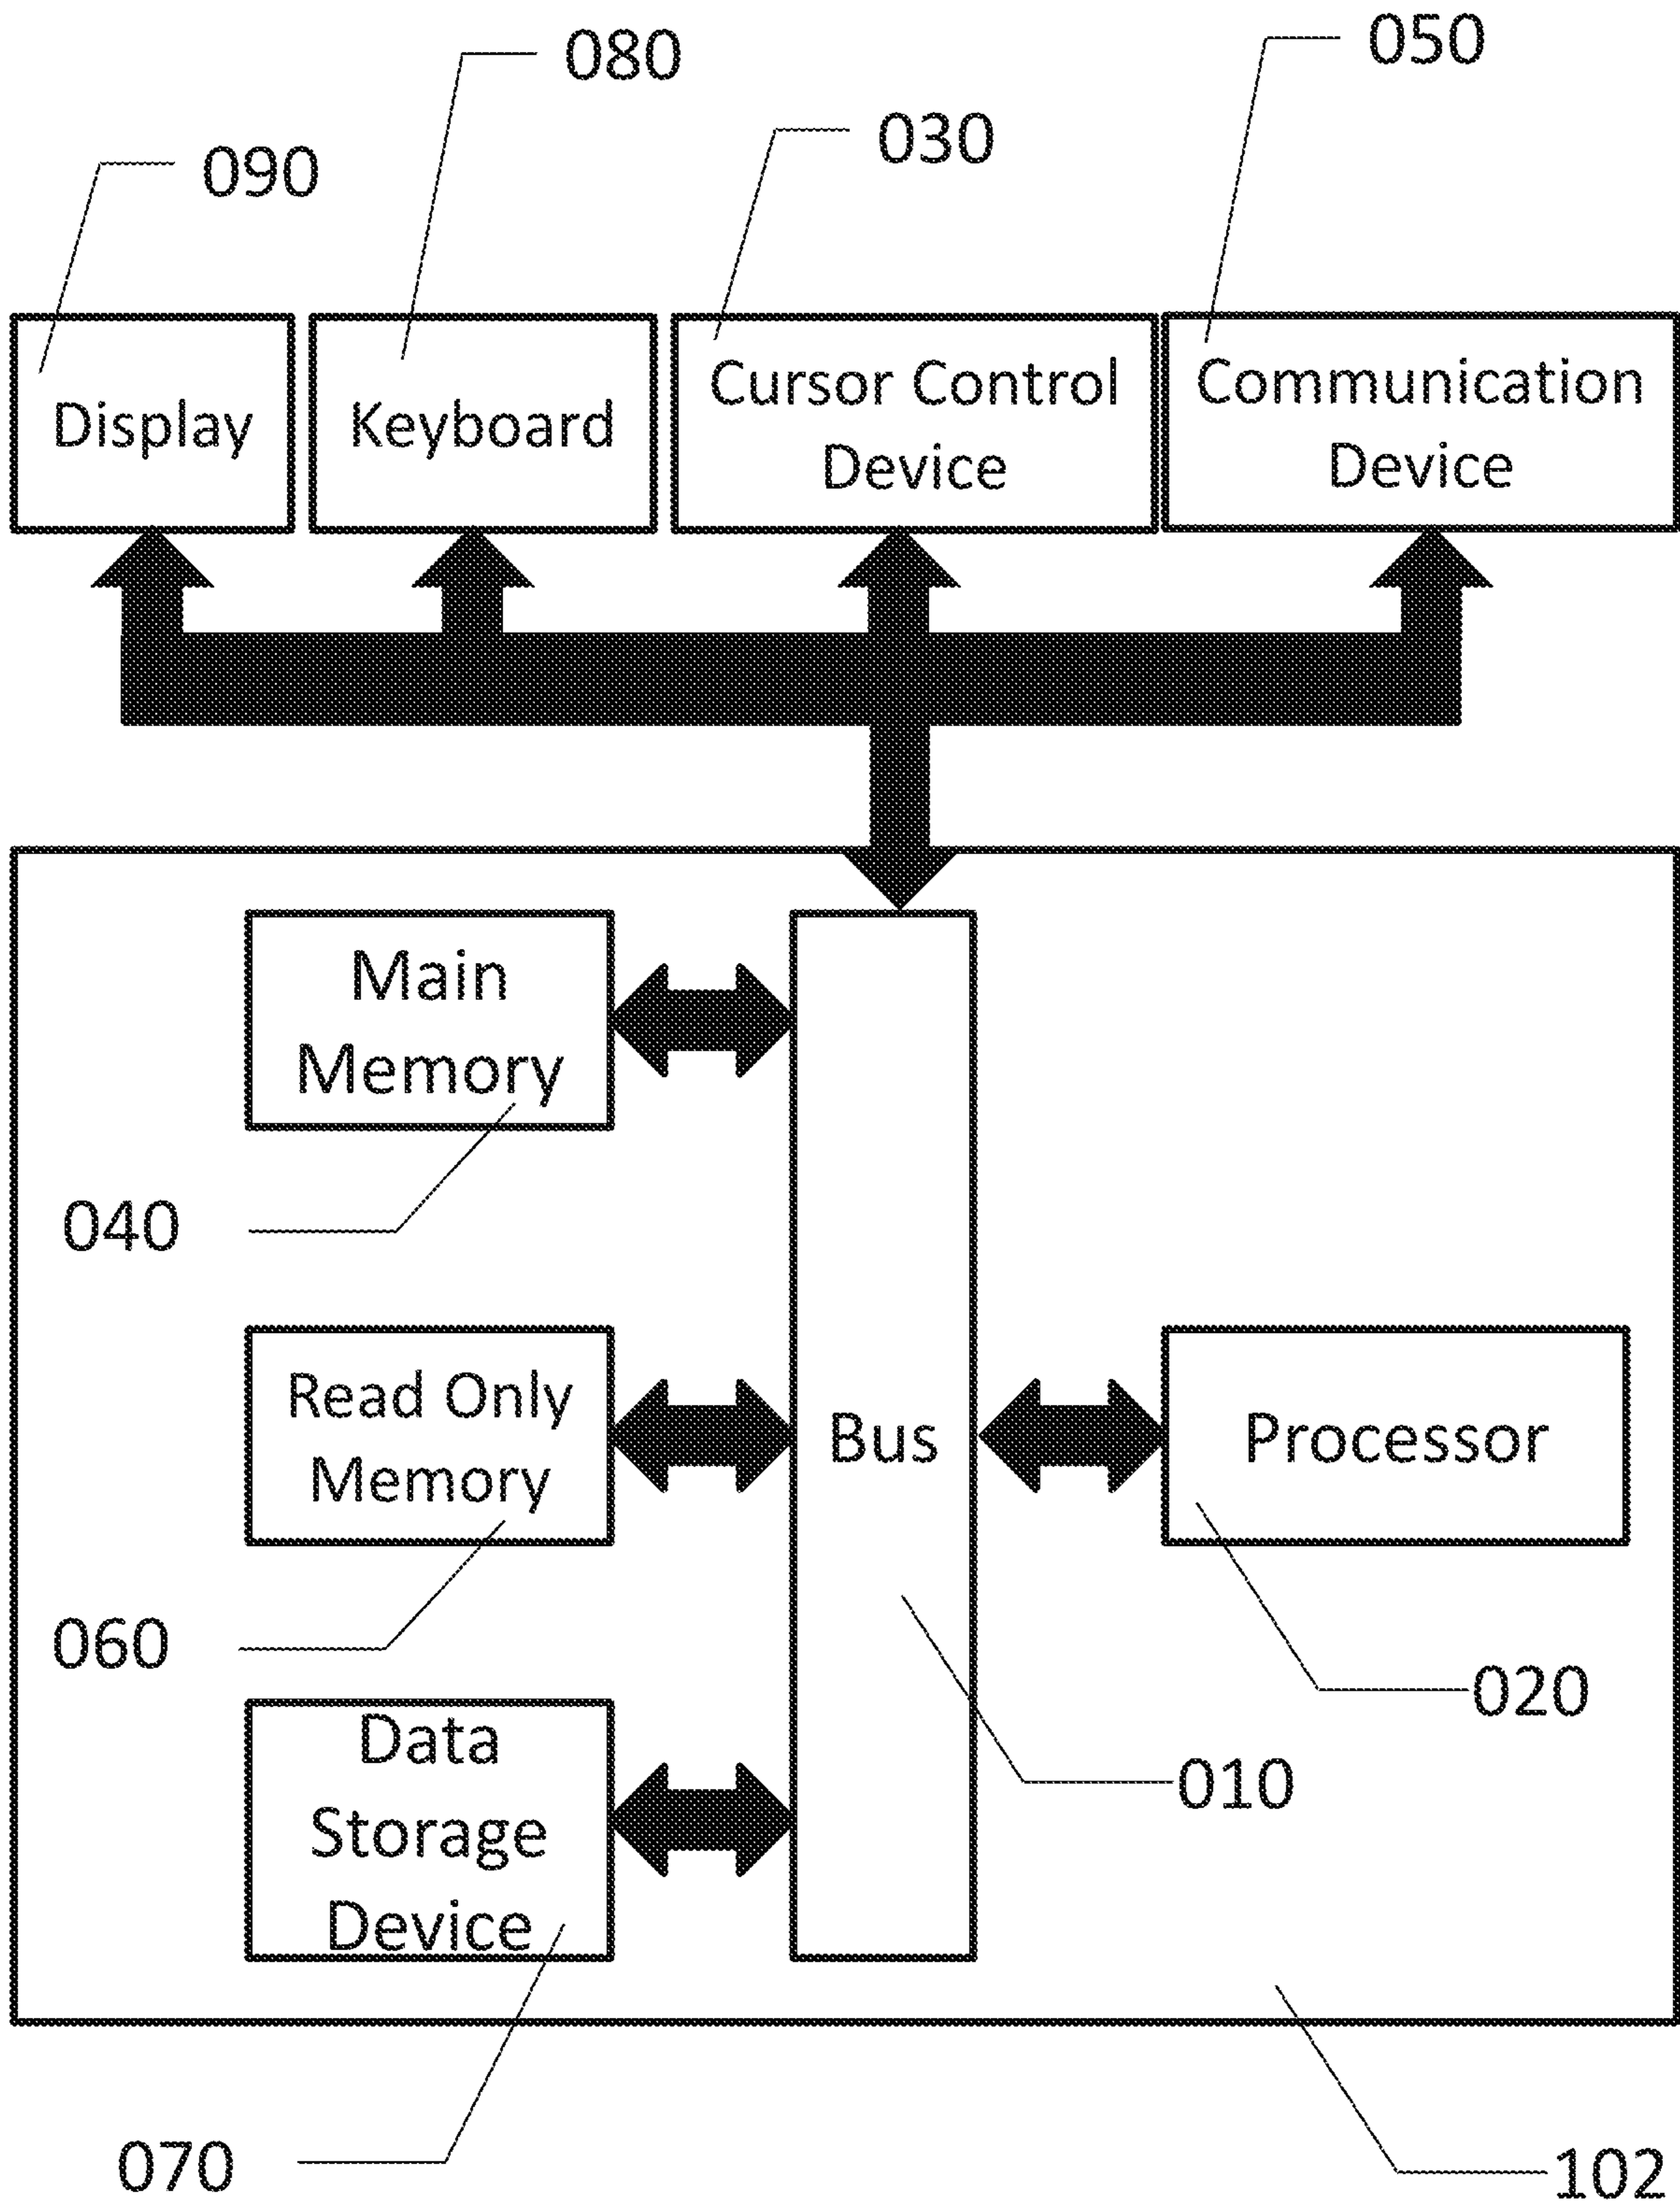 050
080
030
090
Display
Keyboard
Cursor Control
Device
Communication
Device
Main
Memory
040
Read Only
Memory
060
Bus
Processor
020
010
Data
Storage
Device
070
102